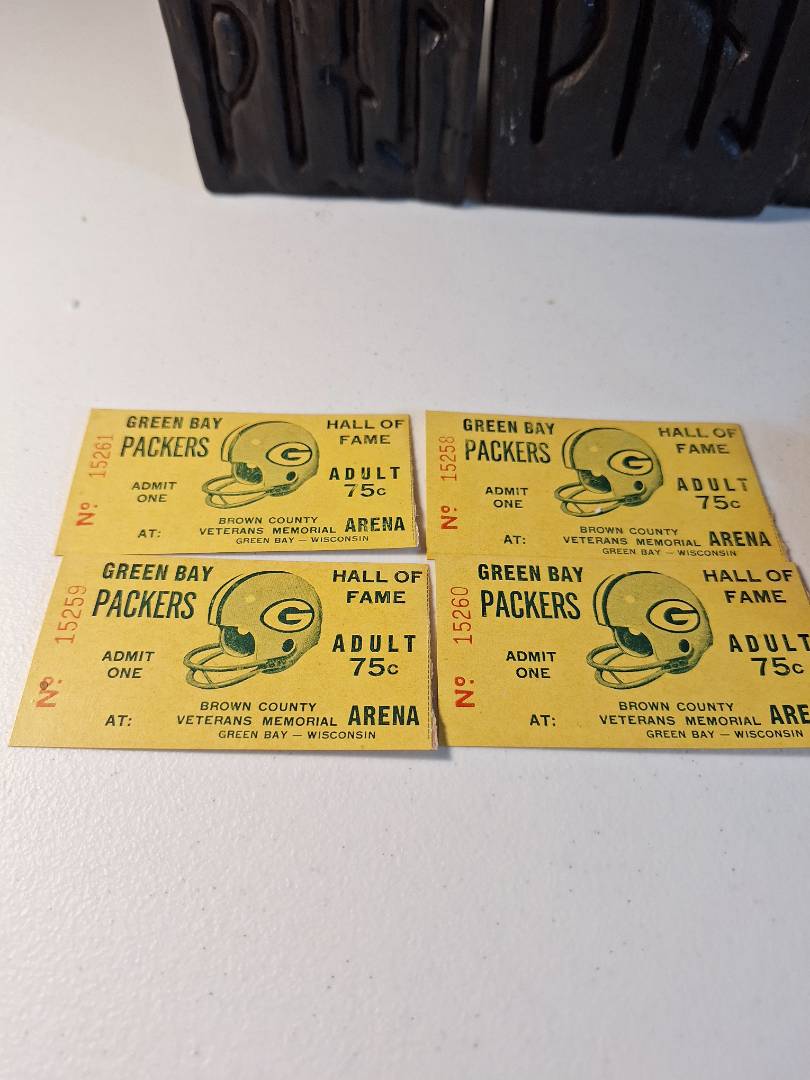 Nº 15261
GREEN BAY
PACKERS
HALL OF
FAME
G
ADMIT
ONE
ADULT
75c
AT:
BROWN COUNTY
VETERANS MEMORIAL ARENA
GREEN BAY — WISCONSIN
Nº 15258
GREEN BAY
PACKERS
HALL OF
FAME
G
ADMIT
ONE
ADULT
75c
AT:
BROWN COUNTY
VETERANS MEMORIAL ARENA
GREEN BAY — WISCONSIN
Nº 15259
GREEN BAY
PACKERS
HALL OF
FAME
G
ADMIT
ONE
ADULT
75c
AT:
BROWN COUNTY
VETERANS MEMORIAL ARENA
GREEN BAY — WISCONSIN
Nº 15260
GREEN BAY
PACKERS
HALL OF
FAME
G
ADMIT
ONE
ADULT
75c
AT:
BROWN COUNTY
VETERANS MEMORIAL ARE
GREEN BAY — WISCONSIN